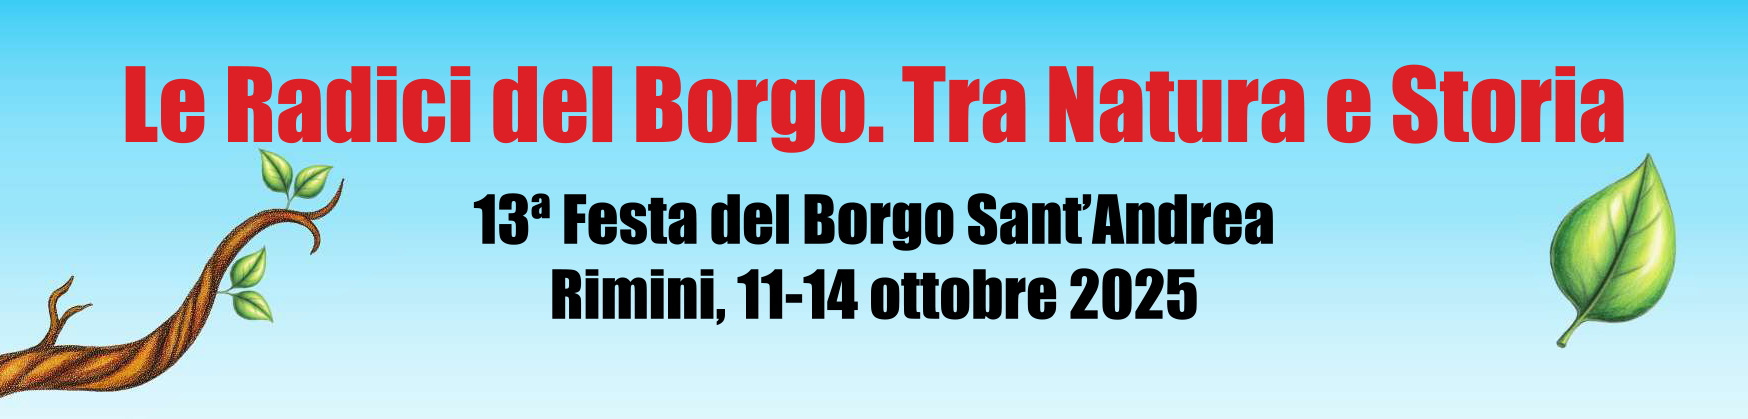 Le Radici del Borgo. Tra Natura e Storia
13ª Festa del Borgo Sant’Andrea
Rimini, 11-14 ottobre 2025